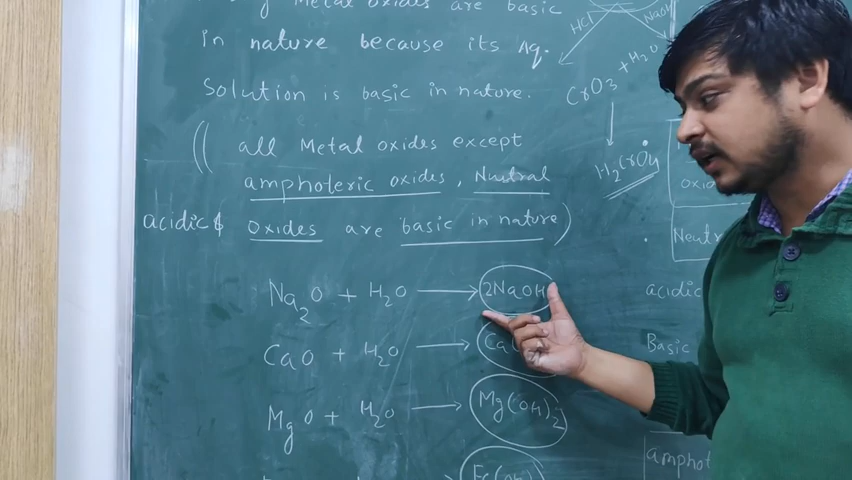 Metal oxides are basic
in nature because its Aq.
Solution is basic in nature.
(( all Metal oxides except
amphoteric oxides, Neutral
acidic & Oxides are basic in nature)
Na2O + H2O → 2NaOH
CaO + H2O → Ca
MgO + H2O → Mg(OH)2
HCl
NaOH
CrO3 + H2O
H2CrO4
Neutr
acidic
Basic
amphot